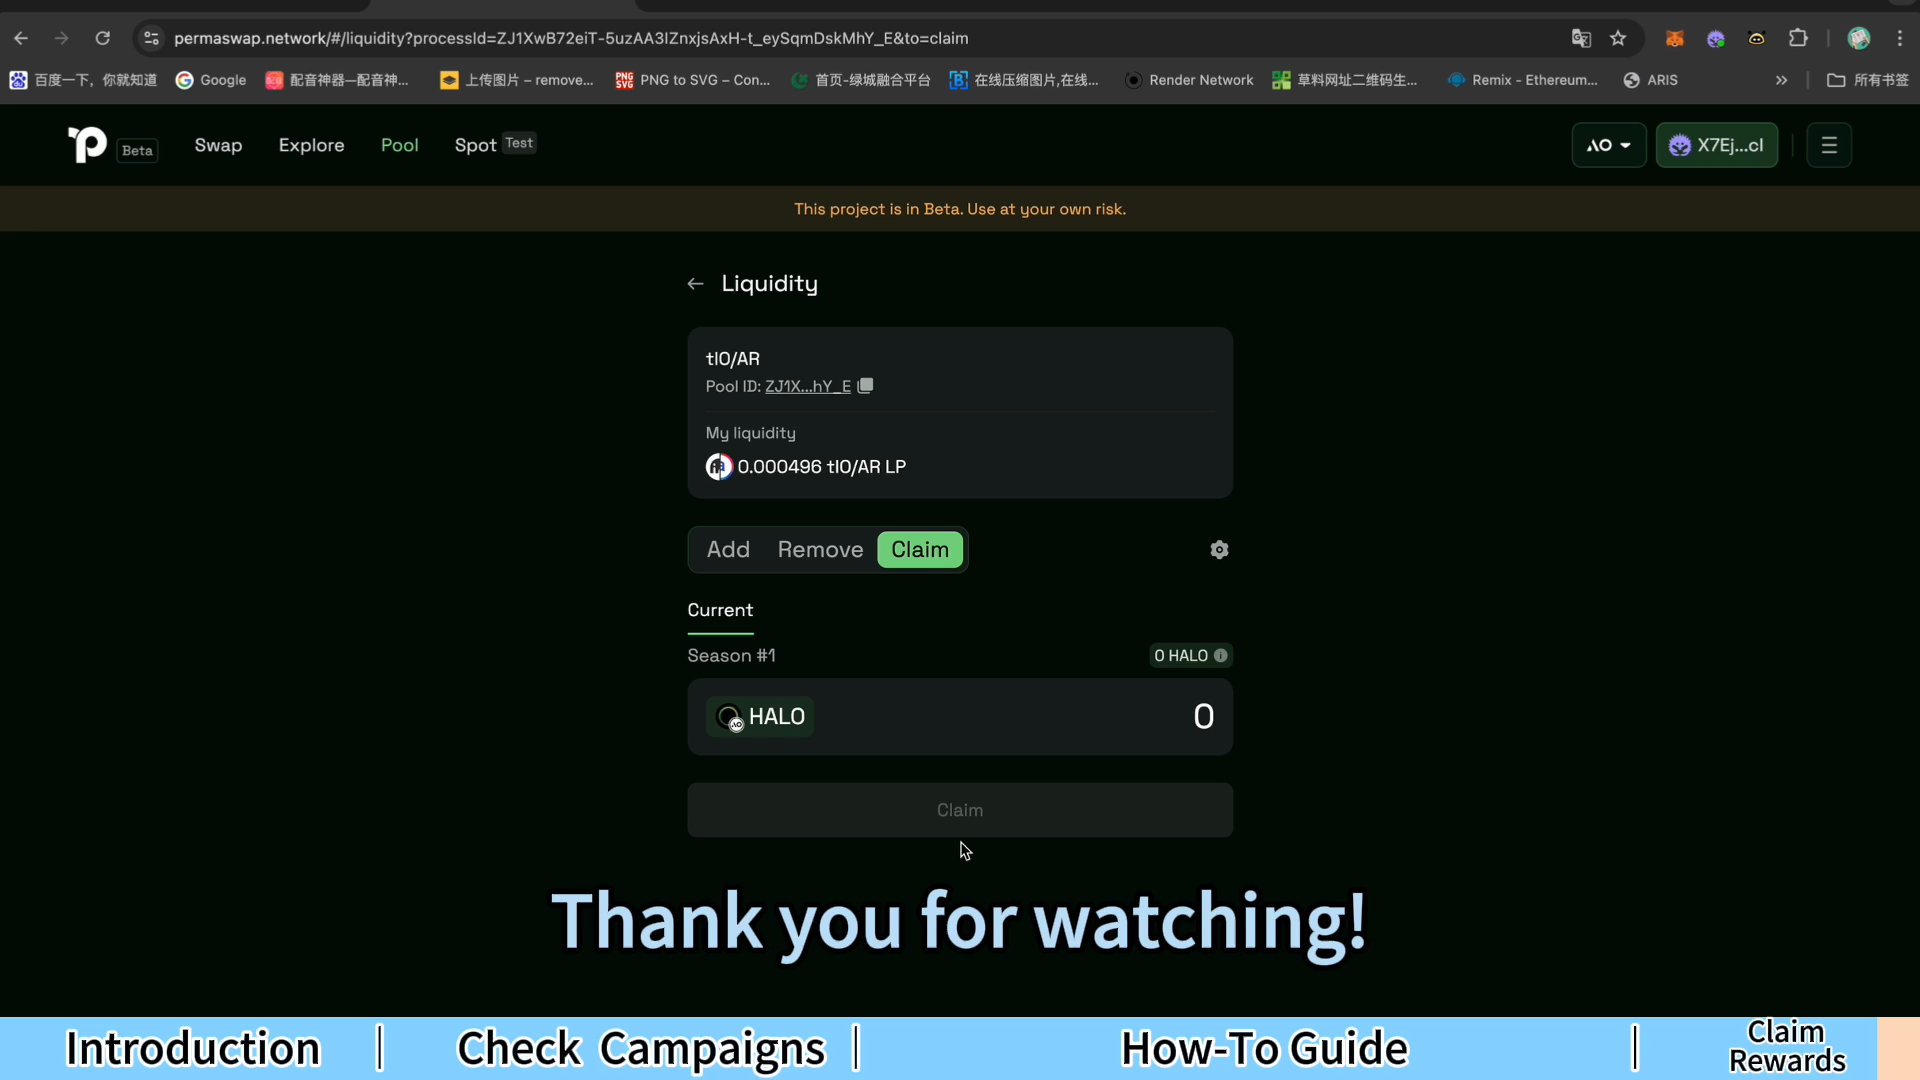 permaswap.network/#/liquidity?processId=ZJ1XwB72eiT-5uzAA3lZnxjsAxH-t_eySqmDskMhY_E&to=claim
百度一下，你就知道 Google 配音神器—配音神... 上传图片 – remove... PNG to SVG – Con... 首页-绿城融合平台 在线压缩图片,在线... Render Network 草料网址二维码生... Remix - Ethereum... ARIS » 所有书签
Beta Swap Explore Pool Spot Test AO X7Ej...cl
This project is in Beta. Use at your own risk.
Liquidity
tIO/AR
Pool ID: ZJ1X...hY_E
My liquidity
0.000496 tIO/AR LP
Add Remove Claim
Current
Season #1 0 HALO
HALO 0
Claim
Thank you for watching!
Introduction | Check Campaigns | How-To Guide | Claim Rewards